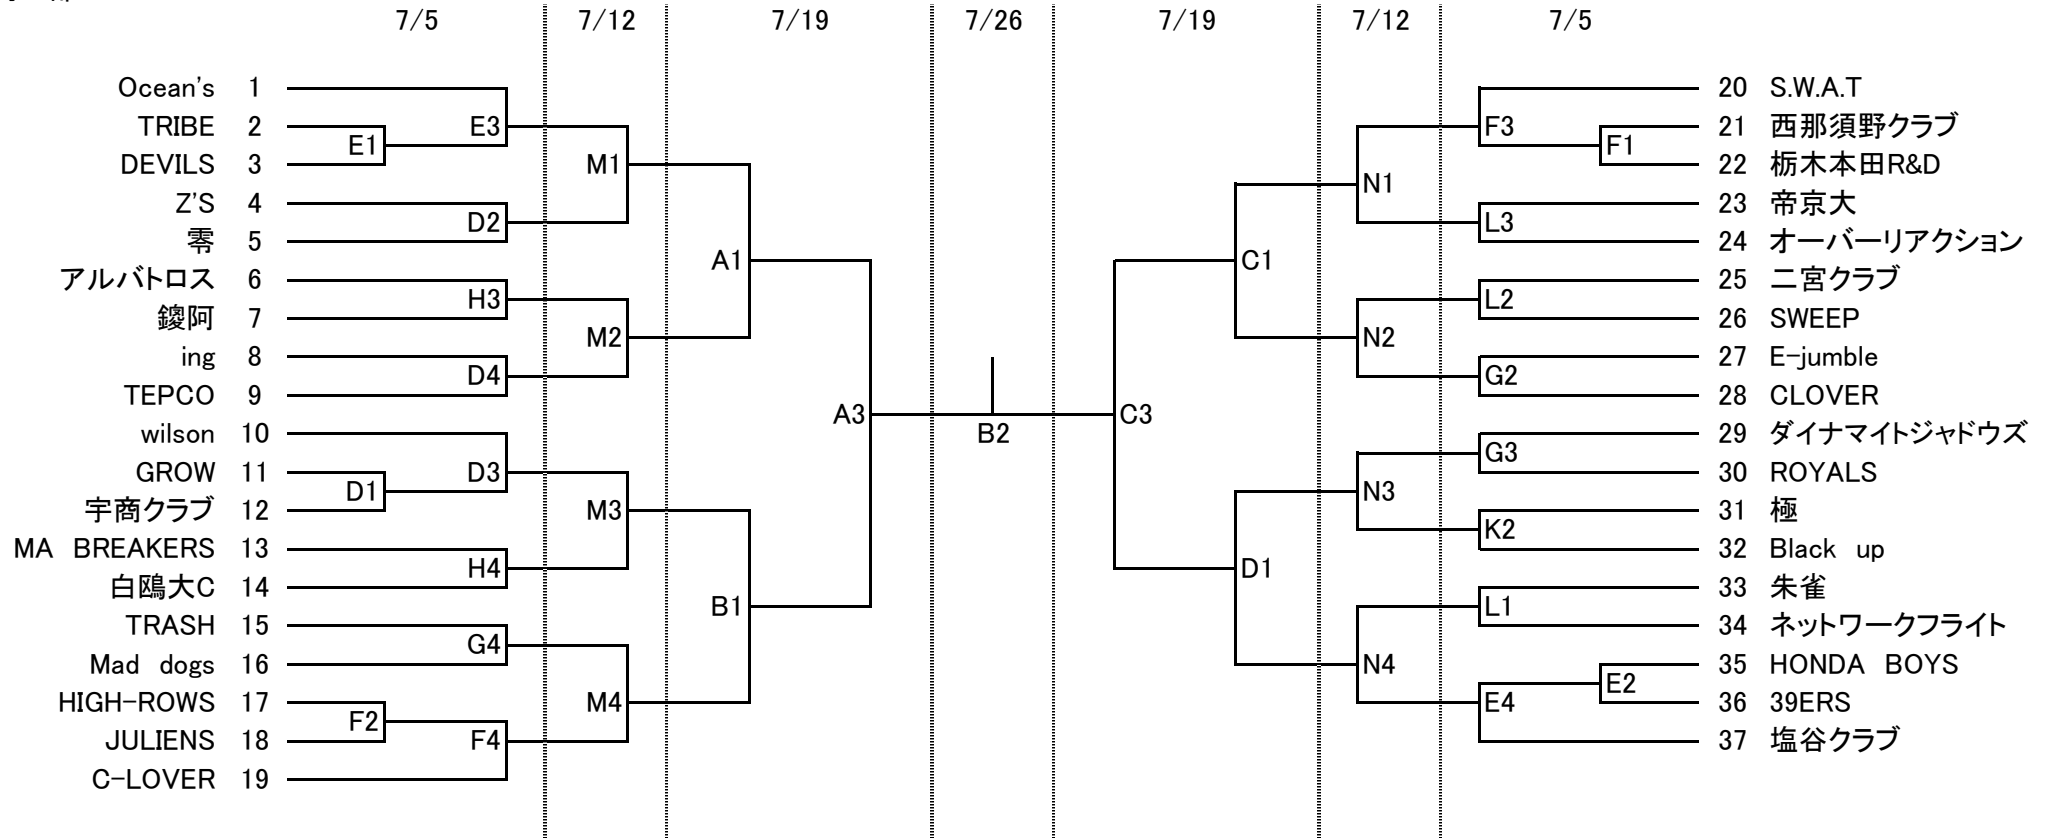 7/5 7/12 7/19 7/26 7/19 7/12 7/5
Ocean's 1 20 S.W.A.T
TRIBE 2 E3 F3 21 西那須野クラブ
E1 F1
DEVILS 3 M1 22 栃木本田R&D
N1
Z'S 4 23 帝京大
D2 L3
零 5 24 オーバーリアクション
A1 C1
アルバトロス 6 25 二宮クラブ
H3 L2
鑁阿 7 26 SWEEP
M2 N2
ing 8 27 E-jumble
D4 G2
TEPCO 9 28 CLOVER
A3 C3
wilson 10 B2 29 ダイナマイトジャドウズ
G3
GROW 11 D3 30 ROYALS
D1 N3
宇商クラブ 12 M3 31 極
K2
MA BREAKERS 13 32 Black up
H4 D1
白鴎大C 14 33 朱雀
B1 L1
TRASH 15 34 ネットワークフライト
G4
Mad dogs 16 N4 35 HONDA BOYS
E2
HIGH-ROWS 17 M4 E4 36 39ERS
F2
JULIENS 18 F4 37 塩谷クラブ
C-LOVER 19